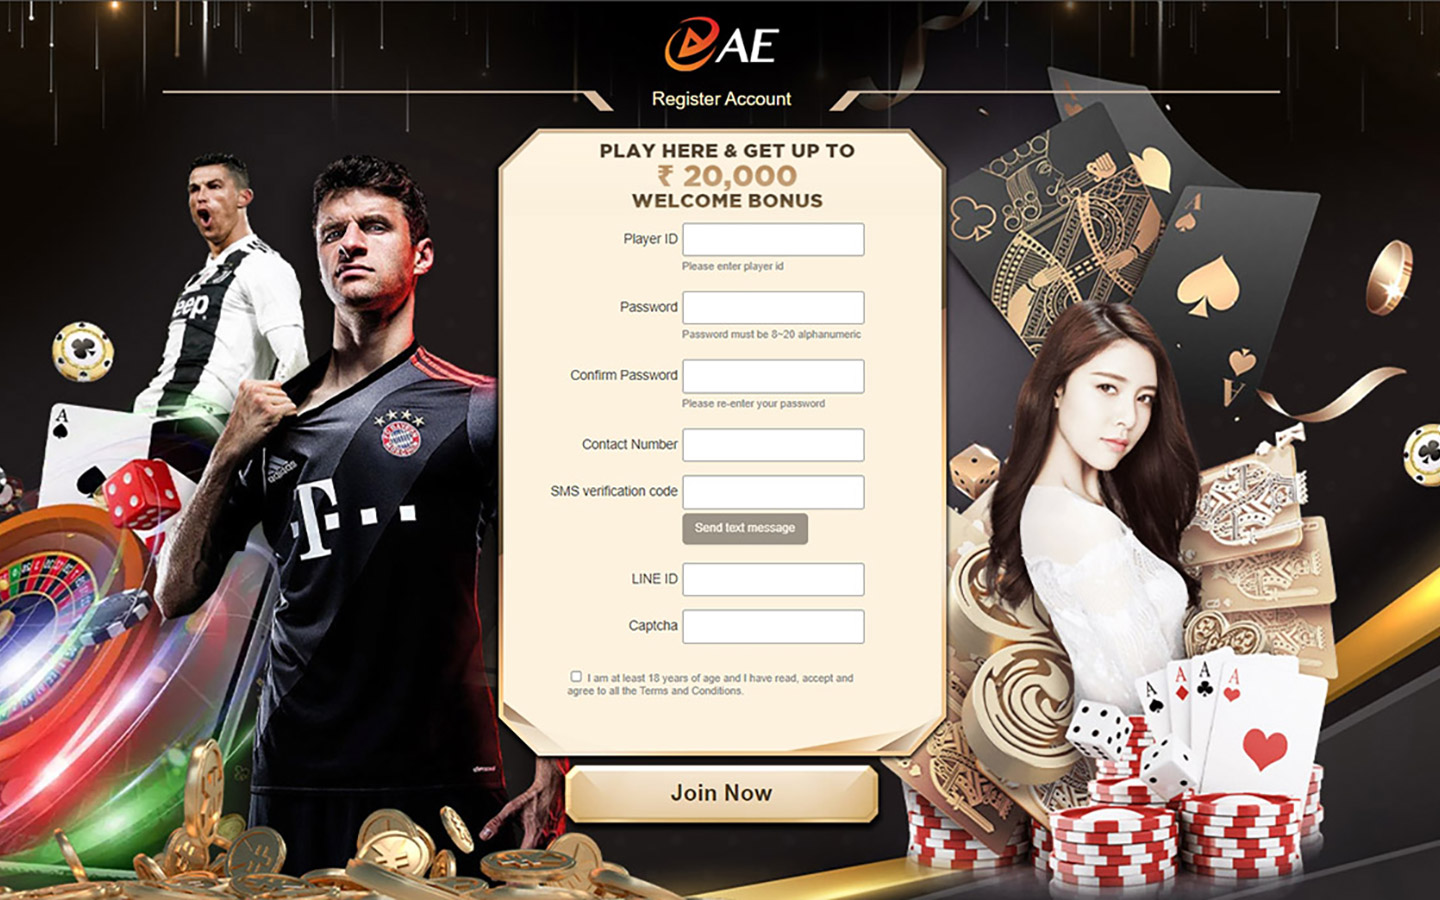 AE
Register Account
PLAY HERE & GET UP TO
₹ 20,000
WELCOME BONUS
Player ID
Please enter player id
Password
Password must be 8~20 alphanumeric
Confirm Password
Please re-enter your password
Contact Number
SMS verification code
Send text message
LINE ID
Captcha
I am at least 18 years of age and I have read, accept and
agree to all the Terms and Conditions.
Join Now
Jeep
adidas
T
A
A
A
A
A
A
A